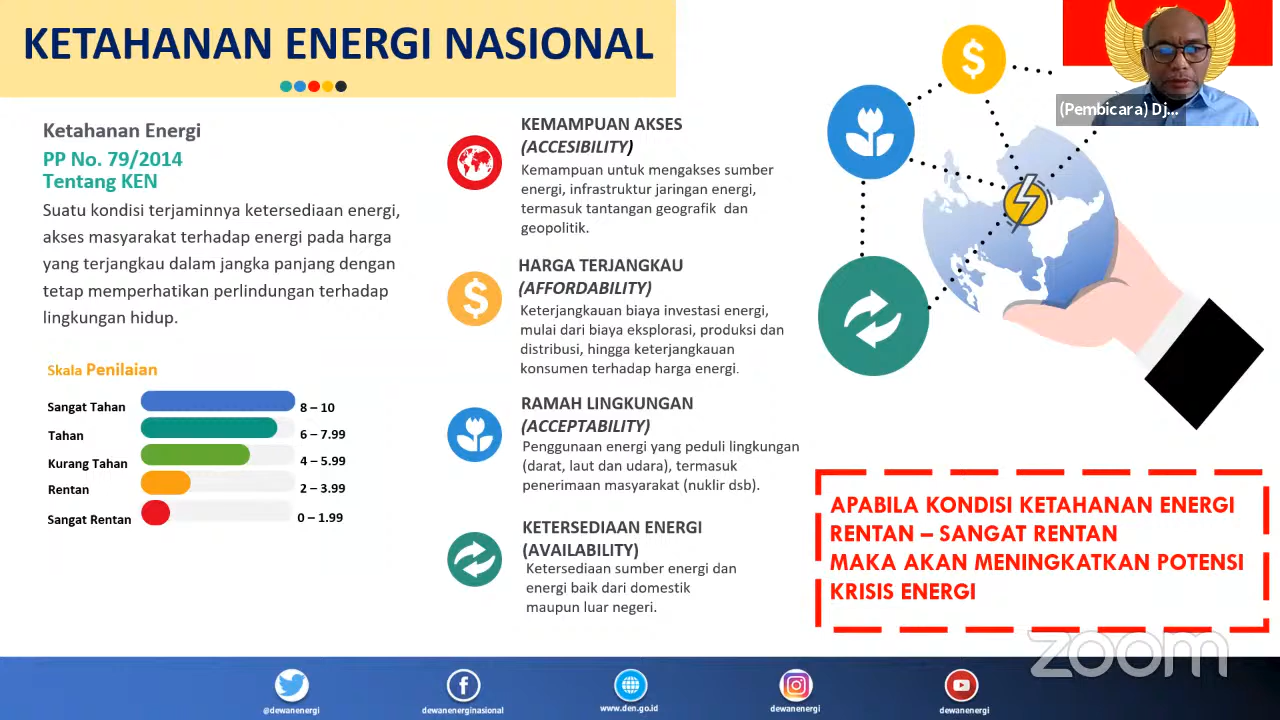 KETAHANAN ENERGI NASIONAL
(Pembicara) Dj...
Ketahanan Energi
PP No. 79/2014
Tentang KEN
Suatu kondisi terjaminnya ketersediaan energi,
akses masyarakat terhadap energi pada harga
yang terjangkau dalam jangka panjang dengan
tetap memperhatikan perlindungan terhadap
lingkungan hidup.
Skala Penilaian
Sangat Tahan 8 – 10
Tahan 6 – 7.99
Kurang Tahan 4 – 5.99
Rentan 2 – 3.99
Sangat Rentan 0 – 1.99
KEMAMPUAN AKSES
(ACCESIBILITY)
Kemampuan untuk mengakses sumber
energi, infrastruktur jaringan energi,
termasuk tantangan geografik dan
geopolitik.
HARGA TERJANGKAU
(AFFORDABILITY)
Keterjangkauan biaya investasi energi,
mulai dari biaya eksplorasi, produksi dan
distribusi, hingga keterjangkauan
konsumen terhadap harga energi.
RAMAH LINGKUNGAN
(ACCEPTABILITY)
Penggunaan energi yang peduli lingkungan
(darat, laut dan udara), termasuk
penerimaan masyarakat (nuklir dsb).
KETERSEDIAAN ENERGI
(AVAILABILITY)
Ketersediaan sumber energi dan
energi baik dari domestik
maupun luar negeri.
APABILA KONDISI KETAHANAN ENERGI
RENTAN – SANGAT RENTAN
MAKA AKAN MENINGKATKAN POTENSI
KRISIS ENERGI
zoom
@dewanenergi
dewanenerginasional
www.den.go.id
dewanenergi
dewanenergi